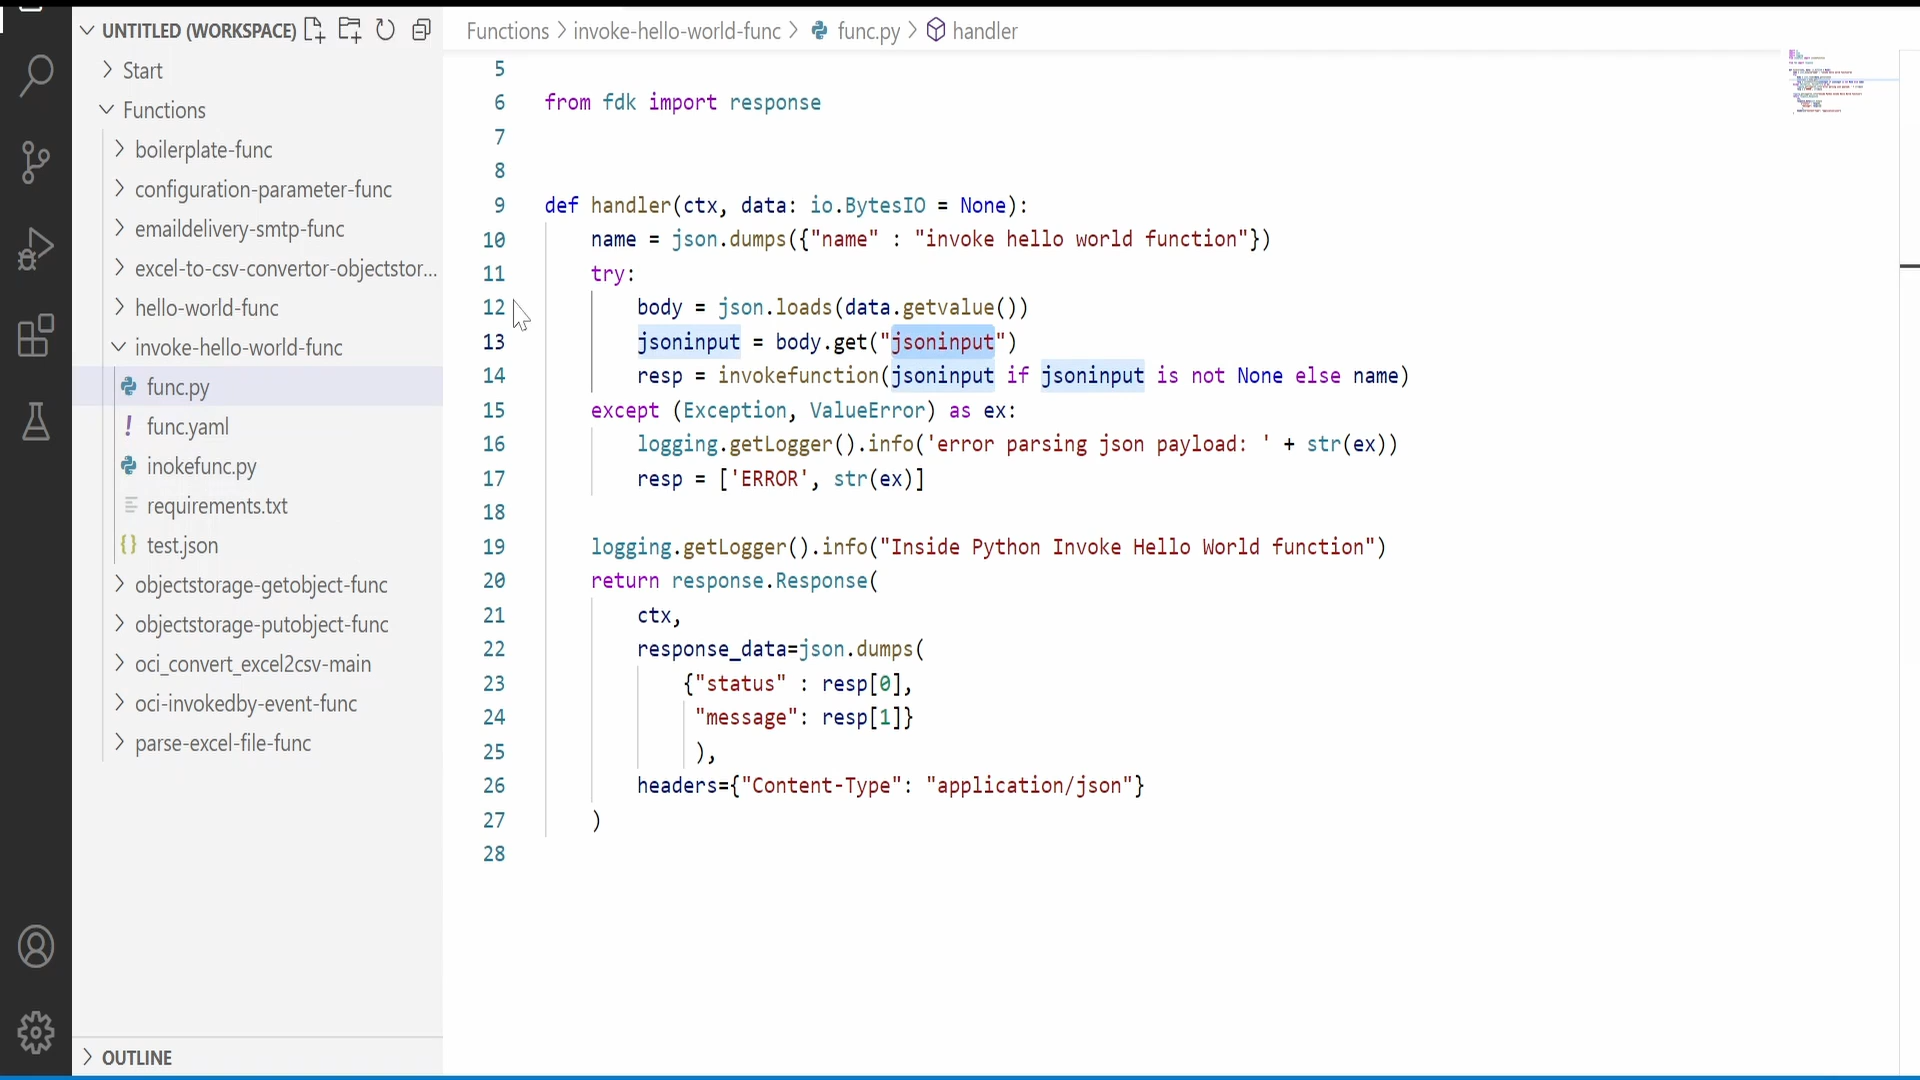 UNTITLED (WORKSPACE)
Start
Functions
boilerplate-func
configuration-parameter-func
emaildelivery-smtp-func
excel-to-csv-convertor-objectstor...
hello-world-func
invoke-hello-world-func
func.py
! func.yaml
inokefunc.py
requirements.txt
{} test.json
objectstorage-getobject-func
objectstorage-putobject-func
oci_convert_excel2csv-main
oci-invokedby-event-func
parse-excel-file-func
OUTLINE
Functions > invoke-hello-world-func > func.py > handler
5
6 from fdk import response
7
8
9 def handler(ctx, data: io.BytesIO = None):
10 name = json.dumps({"name" : "invoke hello world function"})
11 try:
12 body = json.loads(data.getvalue())
13 jsoninput = body.get("jsoninput")
14 resp = invokefunction(jsoninput if jsoninput is not None else name)
15 except (Exception, ValueError) as ex:
16 logging.getLogger().info('error parsing json payload: ' + str(ex))
17 resp = ['ERROR', str(ex)]
18
19 logging.getLogger().info("Inside Python Invoke Hello World function")
20 return response.Response(
21 ctx,
22 response_data=json.dumps(
23 {"status" : resp[0],
24 "message": resp[1]}
25 ),
26 headers={"Content-Type": "application/json"}
27 )
28